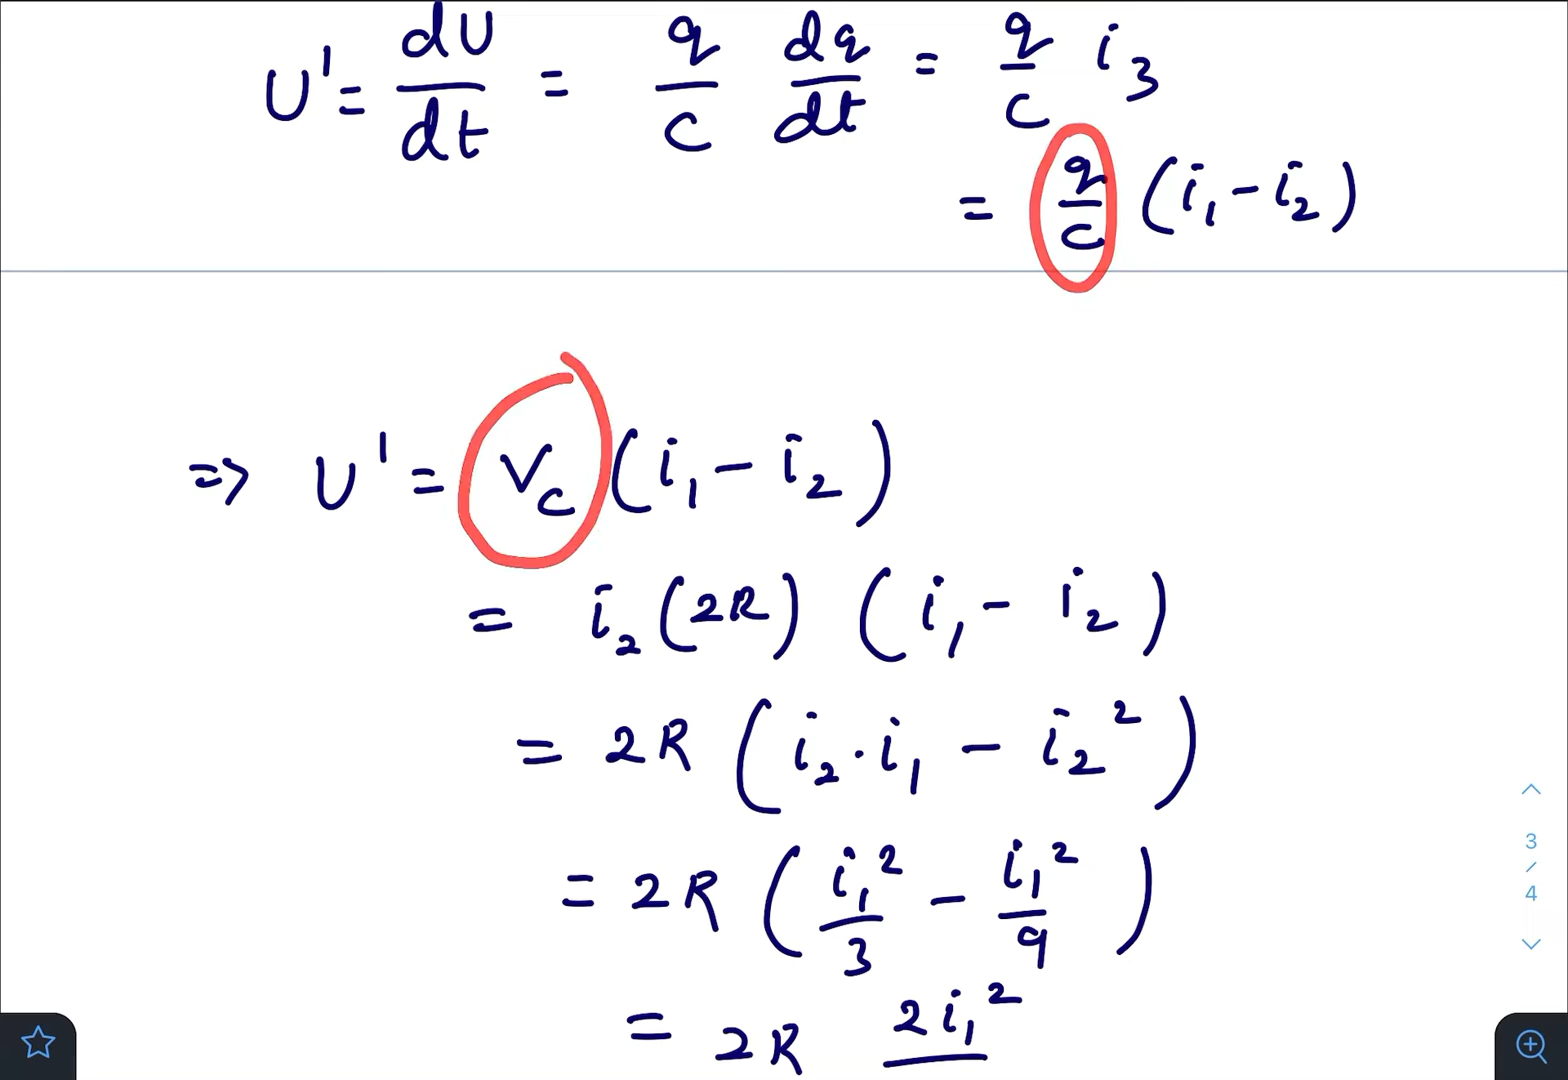 U' = dU/dt = q/c dq/dt = q/c i₃
= q/c (i₁ - i₂)
=> U' = Vc (i₁ - i₂)
= i₂ (2R) (i₁ - i₂)
= 2R (i₂ · i₁ - i₂²)
= 2R (i₁²/3 - i₁²/9)
= 2R 2i₁²
3
/
4